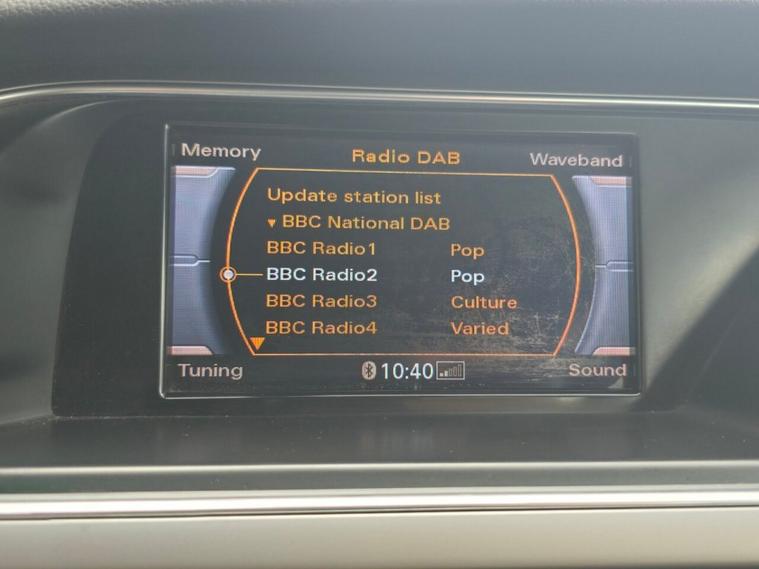 Memory Radio DAB Waveband
Update station list
BBC National DAB
BBC Radio1 Pop
BBC Radio2 Pop
BBC Radio3 Culture
BBC Radio4 Varied
Tuning 10:40 Sound